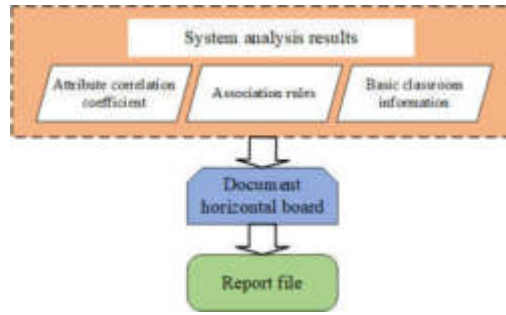 System analysis results
Attribute correlation
coefficient
Association rules
Basic classroom
information
Document
horizontal board
Report file